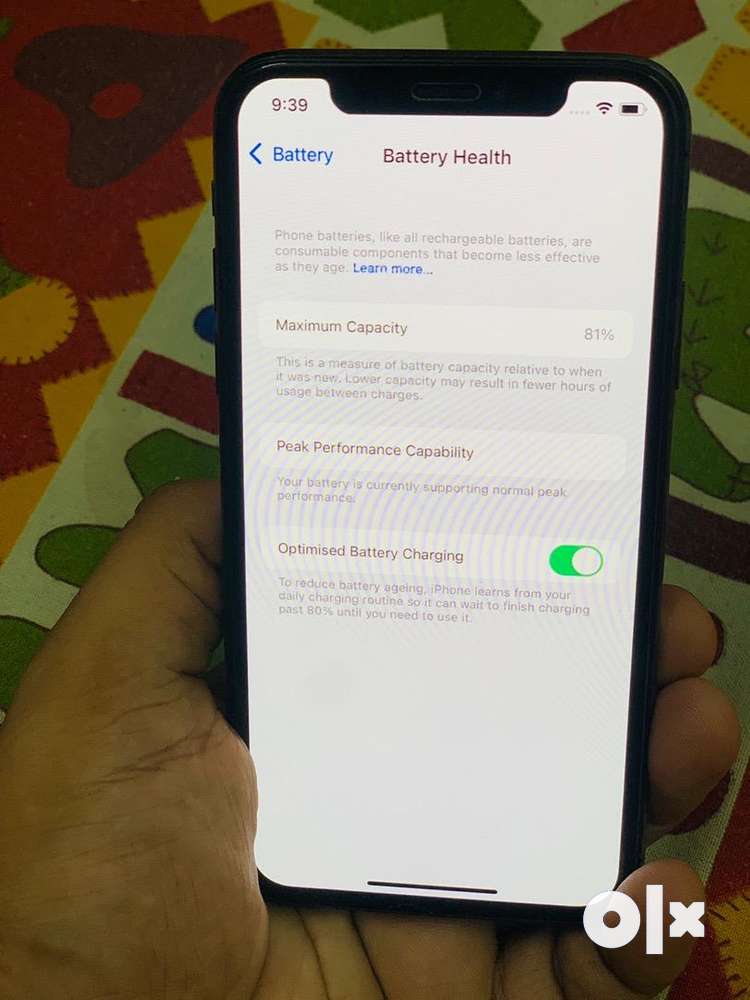 9:39
Battery
Battery Health
Phone batteries, like all rechargeable batteries, are
consumable components that become less effective
as they age. Learn more...
Maximum Capacity
81%
This is a measure of battery capacity relative to when
it was new. Lower capacity may result in fewer hours of
usage between charges.
Peak Performance Capability
Your battery is currently supporting normal peak
performance.
Optimised Battery Charging
To reduce battery ageing, iPhone learns from your
daily charging routine so it can wait to finish charging
past 80% until you need to use it.
olx